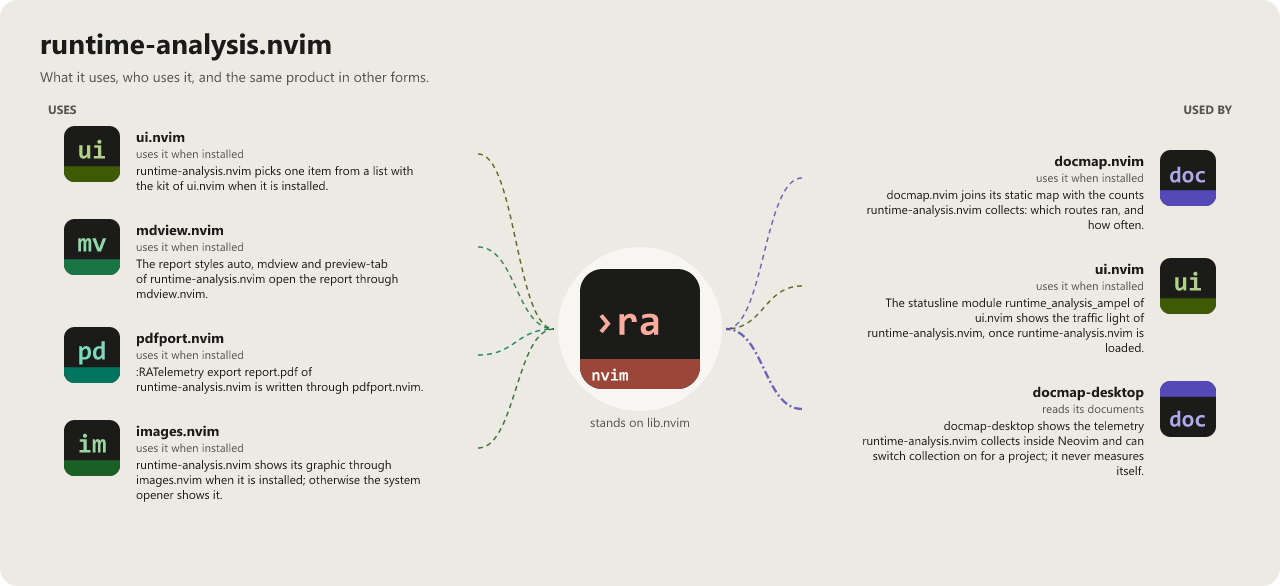 runtime-analysis.nvim
What it uses, who uses it, and the same product in other forms.
USES
ui
ui.nvim
uses it when installed
runtime-analysis.nvim picks one item from a list with
the kit of ui.nvim when it is installed.
mv
mdview.nvim
uses it when installed
The report styles auto, mdview and preview-tab
of runtime-analysis.nvim open the report through
mdview.nvim.
pd
pdfport.nvim
uses it when installed
:RATelemetry export report.pdf of
runtime-analysis.nvim is written through pdfport.nvim.
im
images.nvim
uses it when installed
runtime-analysis.nvim shows its graphic through
images.nvim when it is installed; otherwise the system
opener shows it.
›ra
nvim
stands on lib.nvim
USED BY
docmap.nvim
doc
uses it when installed
docmap.nvim joins its static map with the counts
runtime-analysis.nvim collects: which routes ran, and
how often.
ui.nvim
ui
uses it when installed
The statusline module runtime_analysis_ampel of
ui.nvim shows the traffic light of
runtime-analysis.nvim, once runtime-analysis.nvim is
loaded.
docmap-desktop
doc
reads its documents
docmap-desktop shows the telemetry
runtime-analysis.nvim collects inside Neovim and can
switch collection on for a project; it never measures
itself.